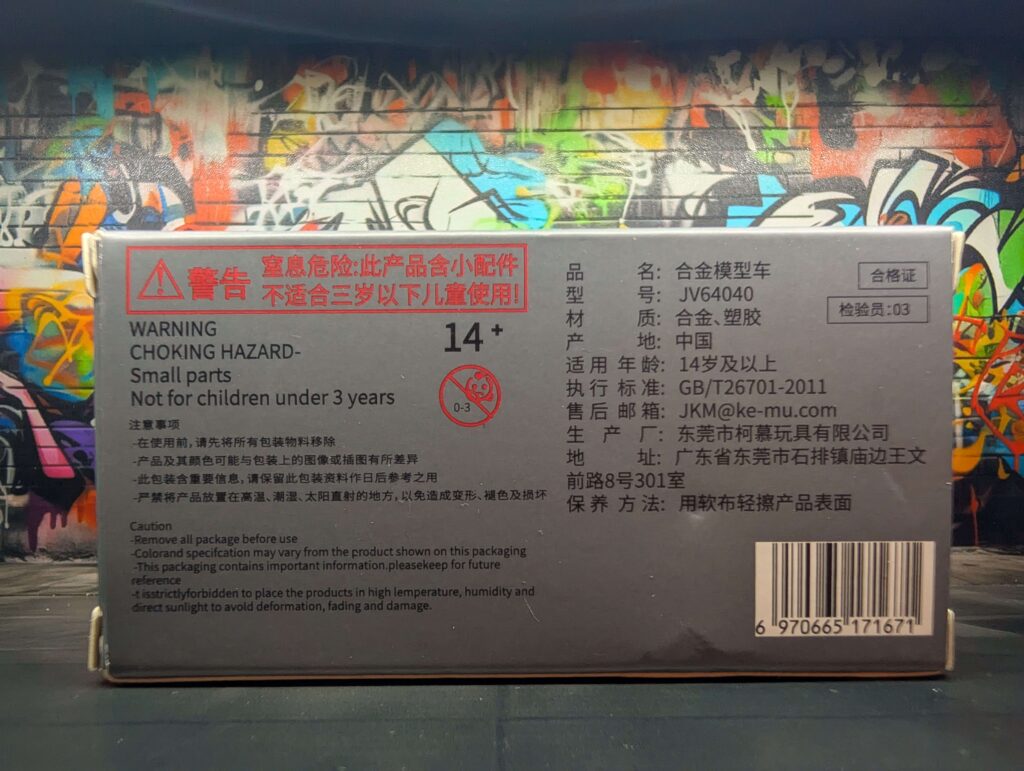 警告 窒息危险:此产品含小配件
不适合三岁以下儿童使用!
WARNING
CHOKING HAZARD-
Small parts
Not for children under 3 years
14+
0-3
注意事项
-在使用前,请先将所有包装物料移除
-产品及其颜色可能与包装上的图像或插图有所差异
-此包装含重要信息,请保留此包装资料作日后参考之用
-严禁将产品放置在高温、潮湿、太阳直射的地方,以免造成变形、褪色及损坏
Caution
-Remove all package before use
-Colorand specifcation may vary from the product shown on this packaging
-This packaging contains important information.pleasekeep for future
reference
-t isstrictlyforbidden to place the products in high lemperature, humidity and
direct sunlight to avoid deformation, fading and damage.
品名: 合金模型车
型号: JV64040
材质: 合金、塑胶
产地: 中国
适用年龄: 14岁及以上
执行标准: GB/T26701-2011
售后邮箱: JKM@ke-mu.com
生产厂: 东莞市柯慕玩具有限公司
地址: 广东省东莞市石排镇庙边王文
前路8号301室
保养方法: 用软布轻擦产品表面
合格证
检验员:03
6 970665 171671